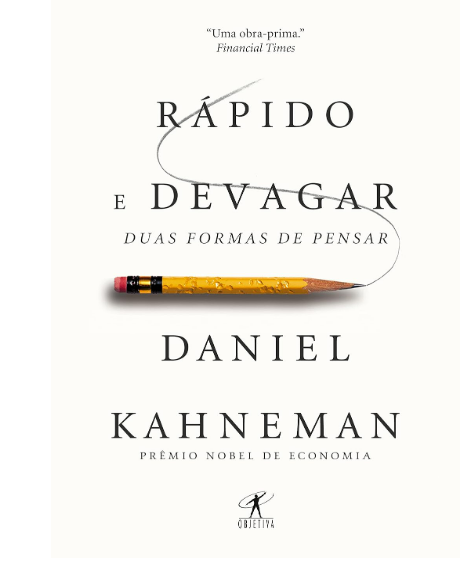 “Uma obra-prima.”
Financial Times
RÁPIDO
E DEVAGAR
DUAS FORMAS DE PENSAR
DANIEL
KAHNEMAN
PRÊMIO NOBEL DE ECONOMIA
OBJETIVA